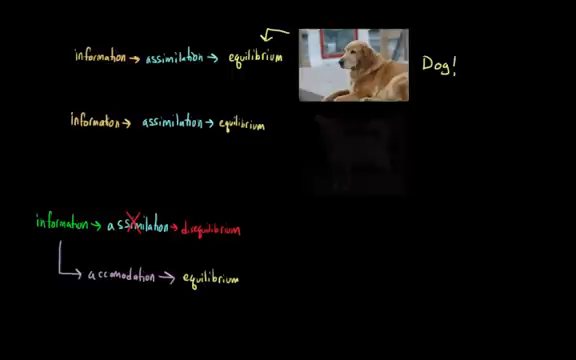 information → assimilation → equilibrium
Dog!
information → assimilation → equilibrium
information → assimilation → disequilibrium
accomodation → equilibrium